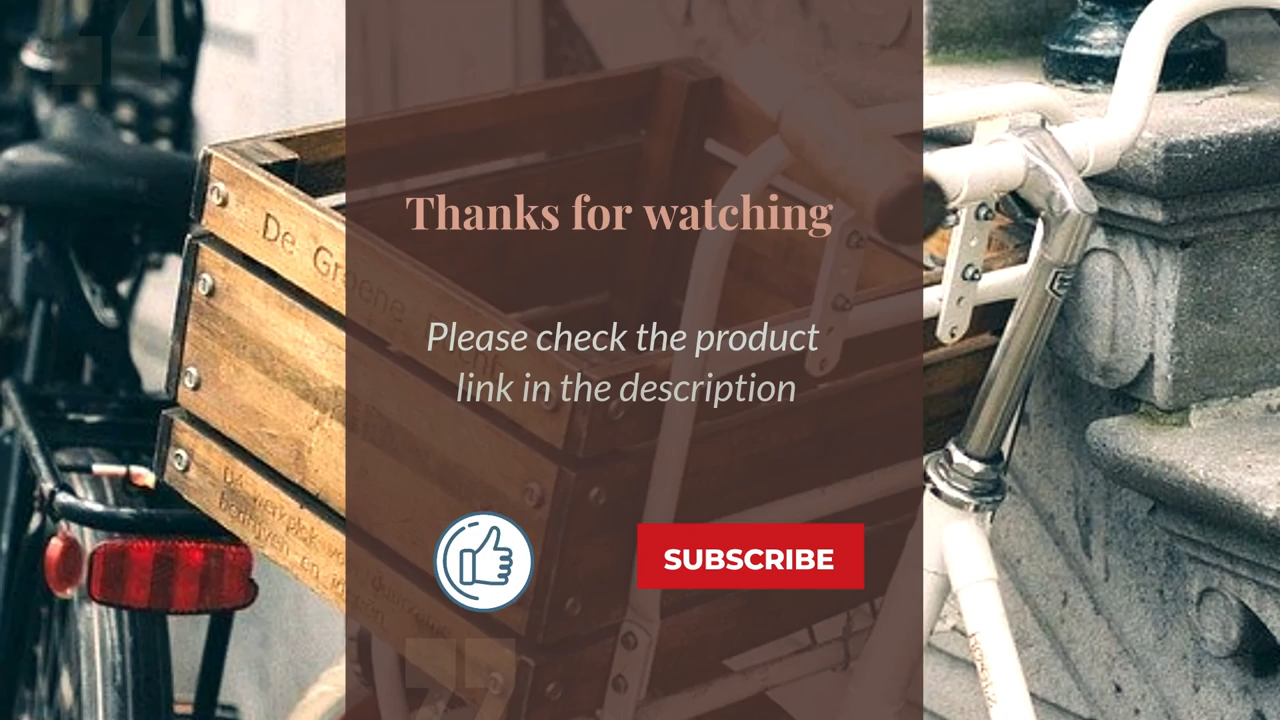 Thanks for watching
Please check the product
link in the description
SUBSCRIBE
De Groene